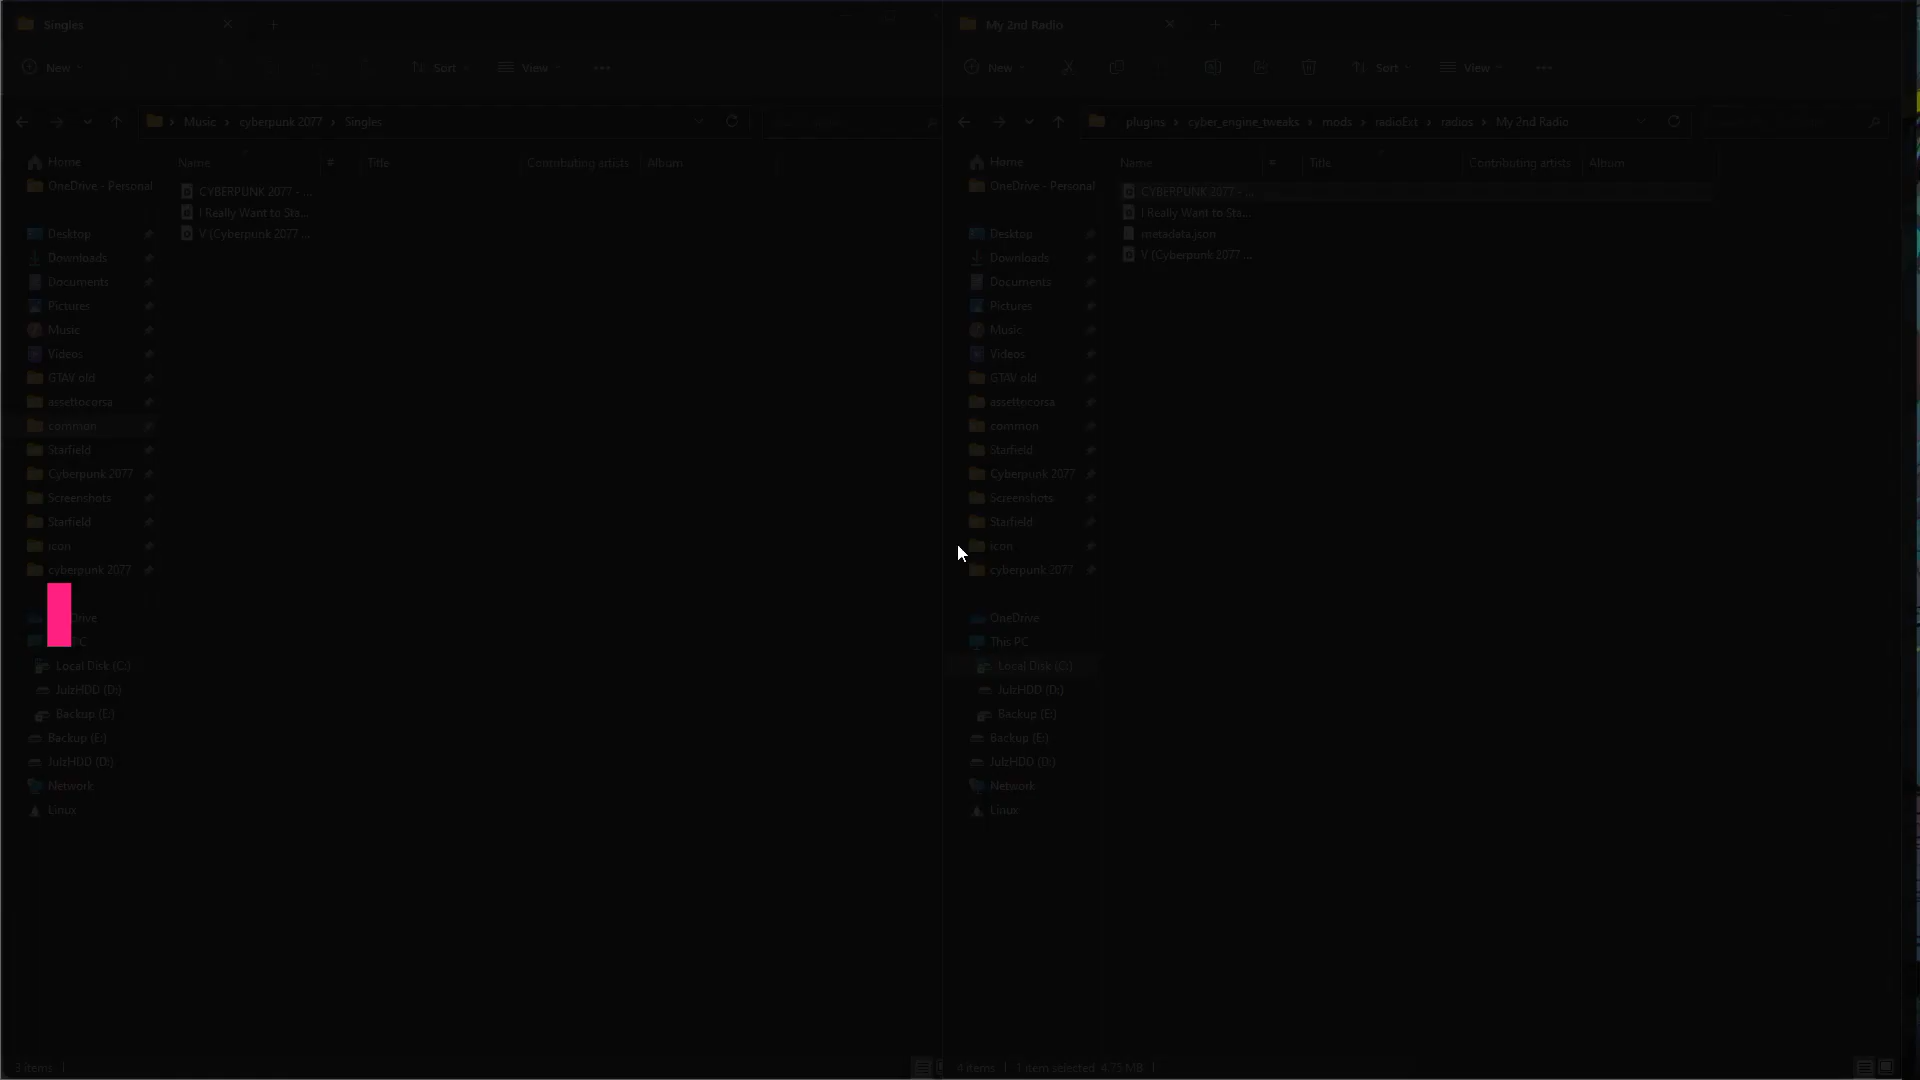 Singles
New
Sort
View
Music > cyberpunk 2077 > Singles
Name # Title Contributing artists Album
CYBERPUNK 2077 - ...
I Really Want to Sta...
V (Cyberpunk 2077 ...
Home
OneDrive - Personal
Desktop
Downloads
Documents
Pictures
Music
Videos
GTAV old
assettocorsa
common
Starfield
Cyberpunk 2077
Screenshots
Starfield
icon
cyberpunk 2077
Drive
PC
Local Disk (C:)
JulzHDD (D:)
Backup (E:)
Backup (E:)
JulzHDD (D:)
Network
Linux
3 items
My 2nd Radio
New
Sort
View
plugins > cyber_engine_tweaks > mods > radioExt > radios > My 2nd Radio
Name # Title Contributing artists Album
CYBERPUNK 2077 - ...
I Really Want to Sta...
metadata.json
V (Cyberpunk 2077 ...
Home
OneDrive - Personal
Desktop
Downloads
Documents
Pictures
Music
Videos
GTAV old
assettocorsa
common
Starfield
Cyberpunk 2077
Screenshots
Starfield
icon
cyberpunk 2077
OneDrive
This PC
Local Disk (C:)
JulzHDD (D:)
Backup (E:)
Backup (E:)
JulzHDD (D:)
Network
Linux
4 items 1 item selected 4.75 MB